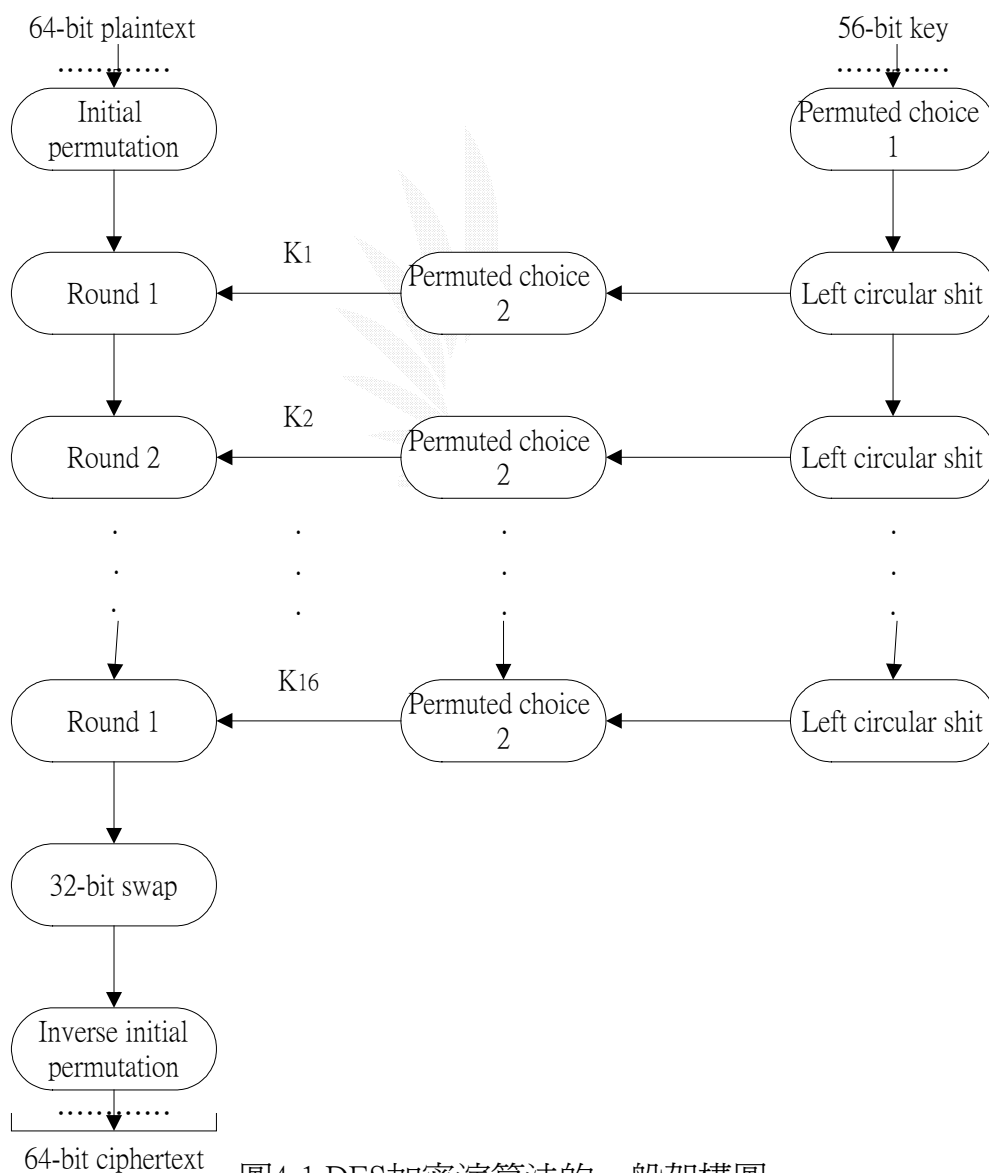 64-bit plaintext
56-bit key
Initial
permutation
Permuted choice
1
Round 1
K1
Permuted choice
2
Left circular shit
Round 2
K2
Permuted choice
2
Left circular shit
Round 1
K16
Permuted choice
2
Left circular shit
32-bit swap
Inverse initial
permutation
64-bit ciphertext
圖4-1 DES加密演算法的一般架構圖